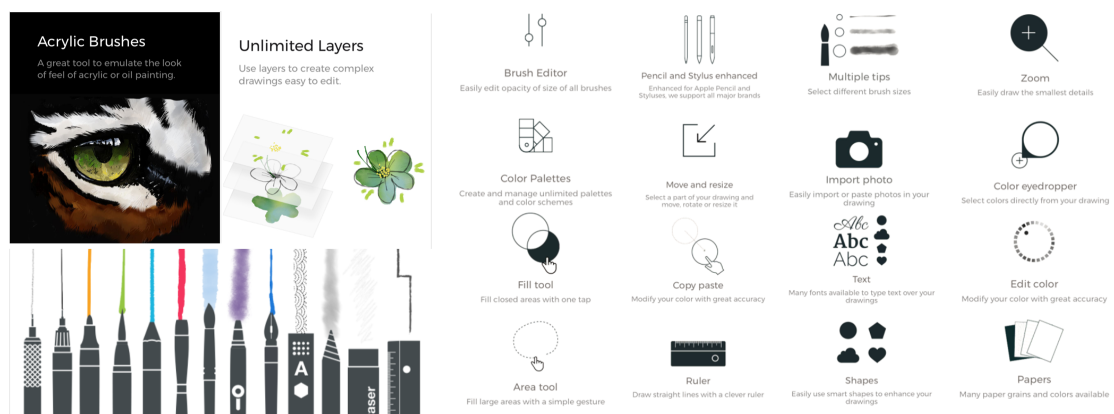 Acrylic Brushes
A great tool to emulate the look
of feel of acrylic or oil painting.
Unlimited Layers
Use layers to create complex
drawings easy to edit.
A
aser
Brush Editor
Easily edit opacity of size of all brushes
Pencil and Stylus enhanced
Enhanced for Apple Pencil and
Styluses, we support all major brands
Multiple tips
Select different brush sizes
Zoom
Easily draw the smallest details
Color Palettes
Create and manage unlimited palettes
and color schemes
Move and resize
Select a part of your drawing and
move, rotate or resize it
Import photo
Easily import or paste photos in your
drawing
Color eyedropper
Select colors directly from your drawing
Fill tool
Fill closed areas with one tap
Copy paste
Modify your color with great accuracy
Abc
Abc
Abc
Text
Many fonts available to type text over your
drawings
Edit color
Modify your color with great accuracy
Area tool
Fill large areas with a simple gesture
Ruler
Draw straight lines with a clever ruler
Shapes
Easily use smart shapes to enhance your
drawings
Papers
Many paper grains and colors available